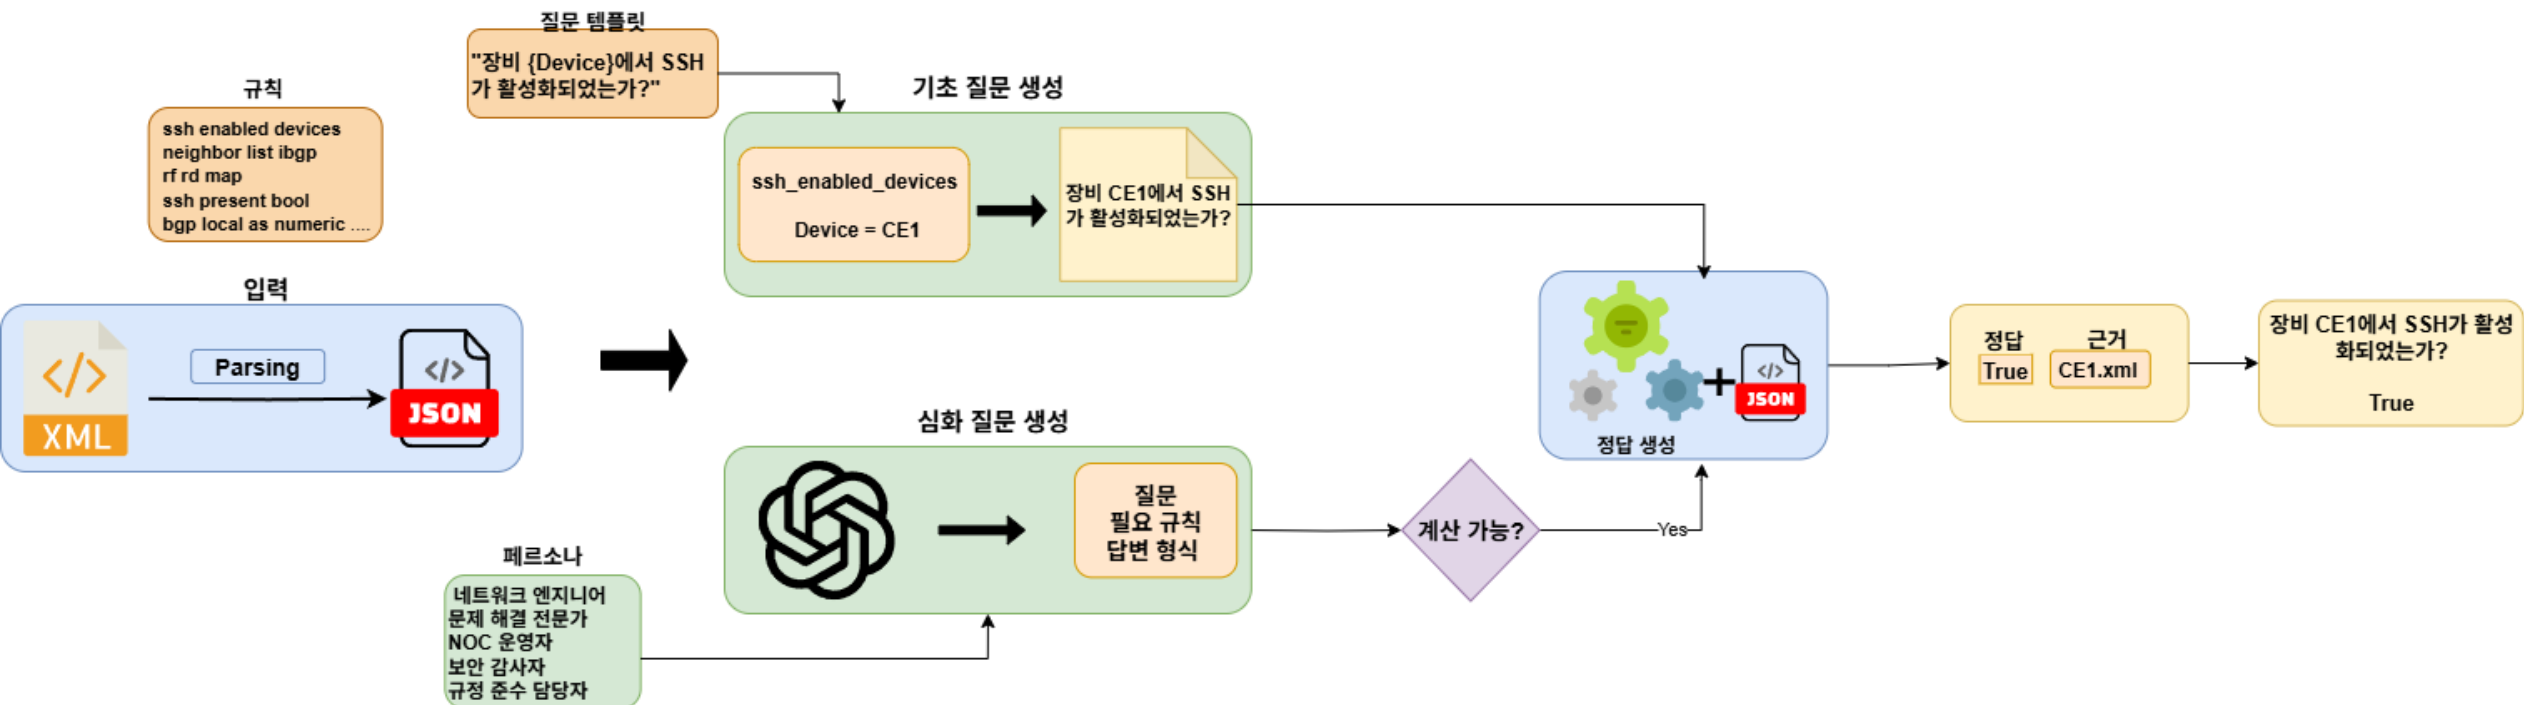 질문 템플릿
"장비 {Device}에서 SSH
가 활성화되었는가?"
규칙
ssh enabled devices
neighbor list ibgp
rf rd map
ssh present bool
bgp local as numeric ....
입력
</>
XML
Parsing
</>
JSON
기초 질문 생성
ssh_enabled_devices
Device = CE1
장비 CE1에서 SSH
가 활성화되었는가?
심화 질문 생성
질문
필요 규칙
답변 형식
페르소나
네트워크 엔지니어
문제 해결 전문가
NOC 운영자
보안 감사자
규정 준수 담당자
계산 가능?
Yes
+
</>
JSON
정답 생성
정답
True
근거
CE1.xml
장비 CE1에서 SSH가 활성
화되었는가?
True